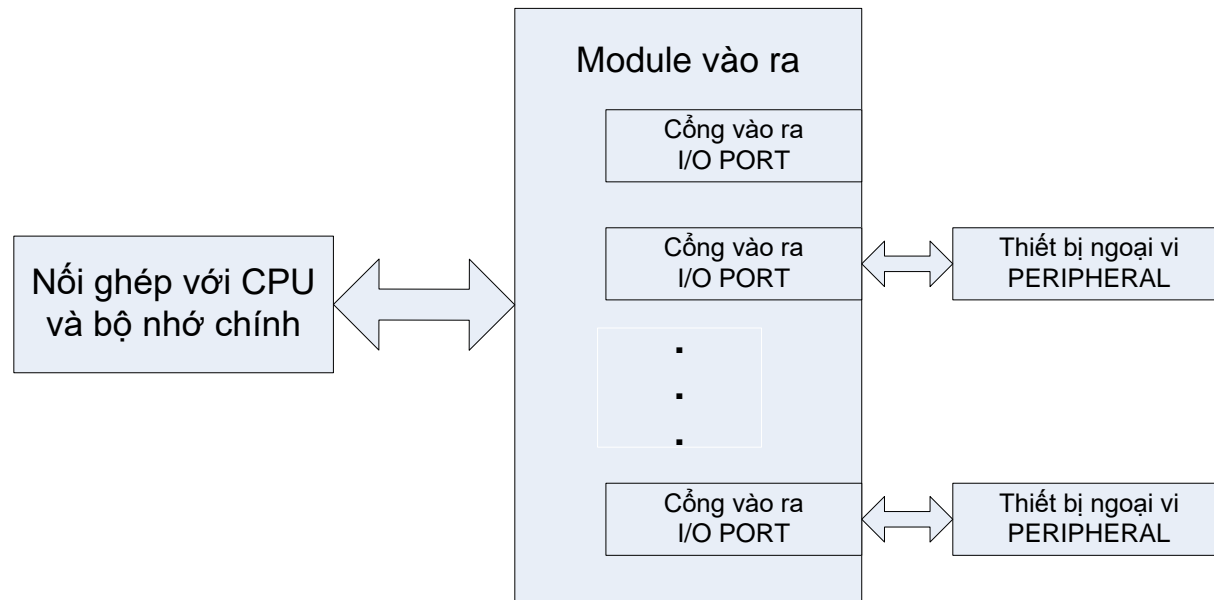 Module vào ra
Cổng vào ra
I/O PORT
Cổng vào ra
I/O PORT
Thiết bị ngoại vi
PERIPHERAL
Nối ghép với CPU
và bộ nhớ chính
.
.
.
Cổng vào ra
I/O PORT
Thiết bị ngoại vi
PERIPHERAL